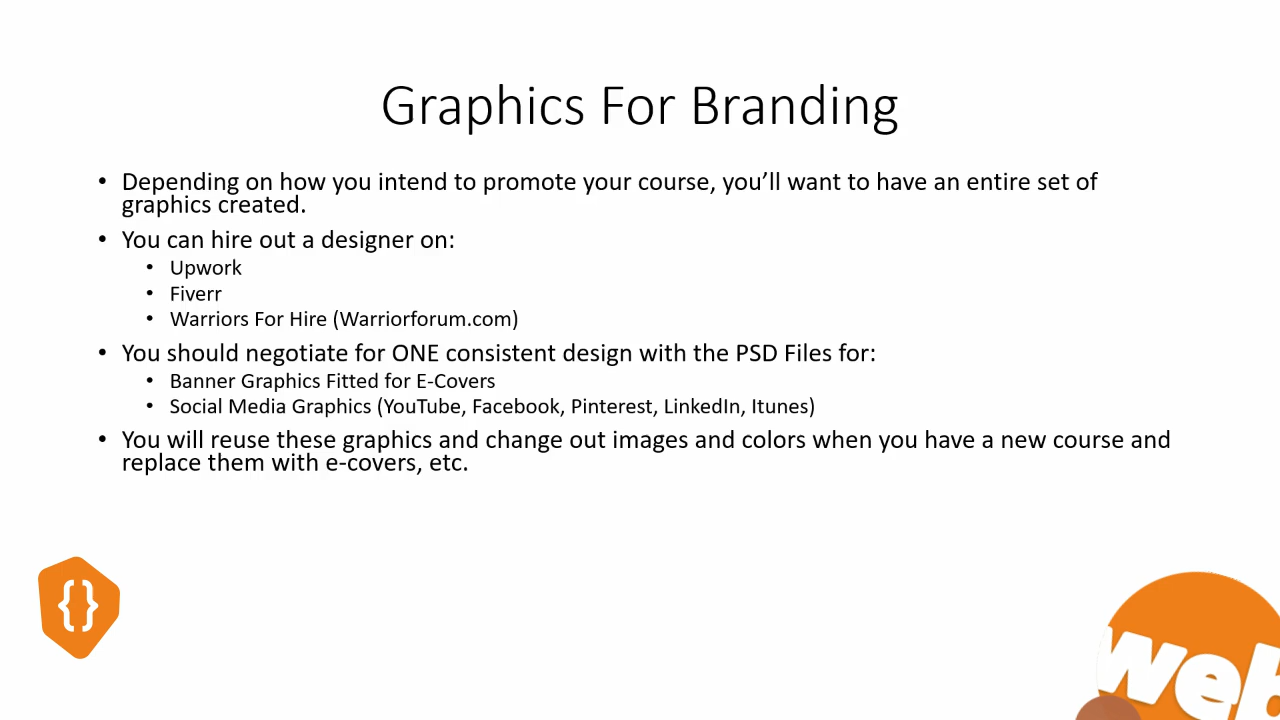 Graphics For Branding
• Depending on how you intend to promote your course, you’ll want to have an entire set of
graphics created.
• You can hire out a designer on:
• Upwork
• Fiverr
• Warriors For Hire (Warriorforum.com)
• You should negotiate for ONE consistent design with the PSD Files for:
• Banner Graphics Fitted for E-Covers
• Social Media Graphics (YouTube, Facebook, Pinterest, LinkedIn, Itunes)
• You will reuse these graphics and change out images and colors when you have a new course and
replace them with e-covers, etc.
{}
web